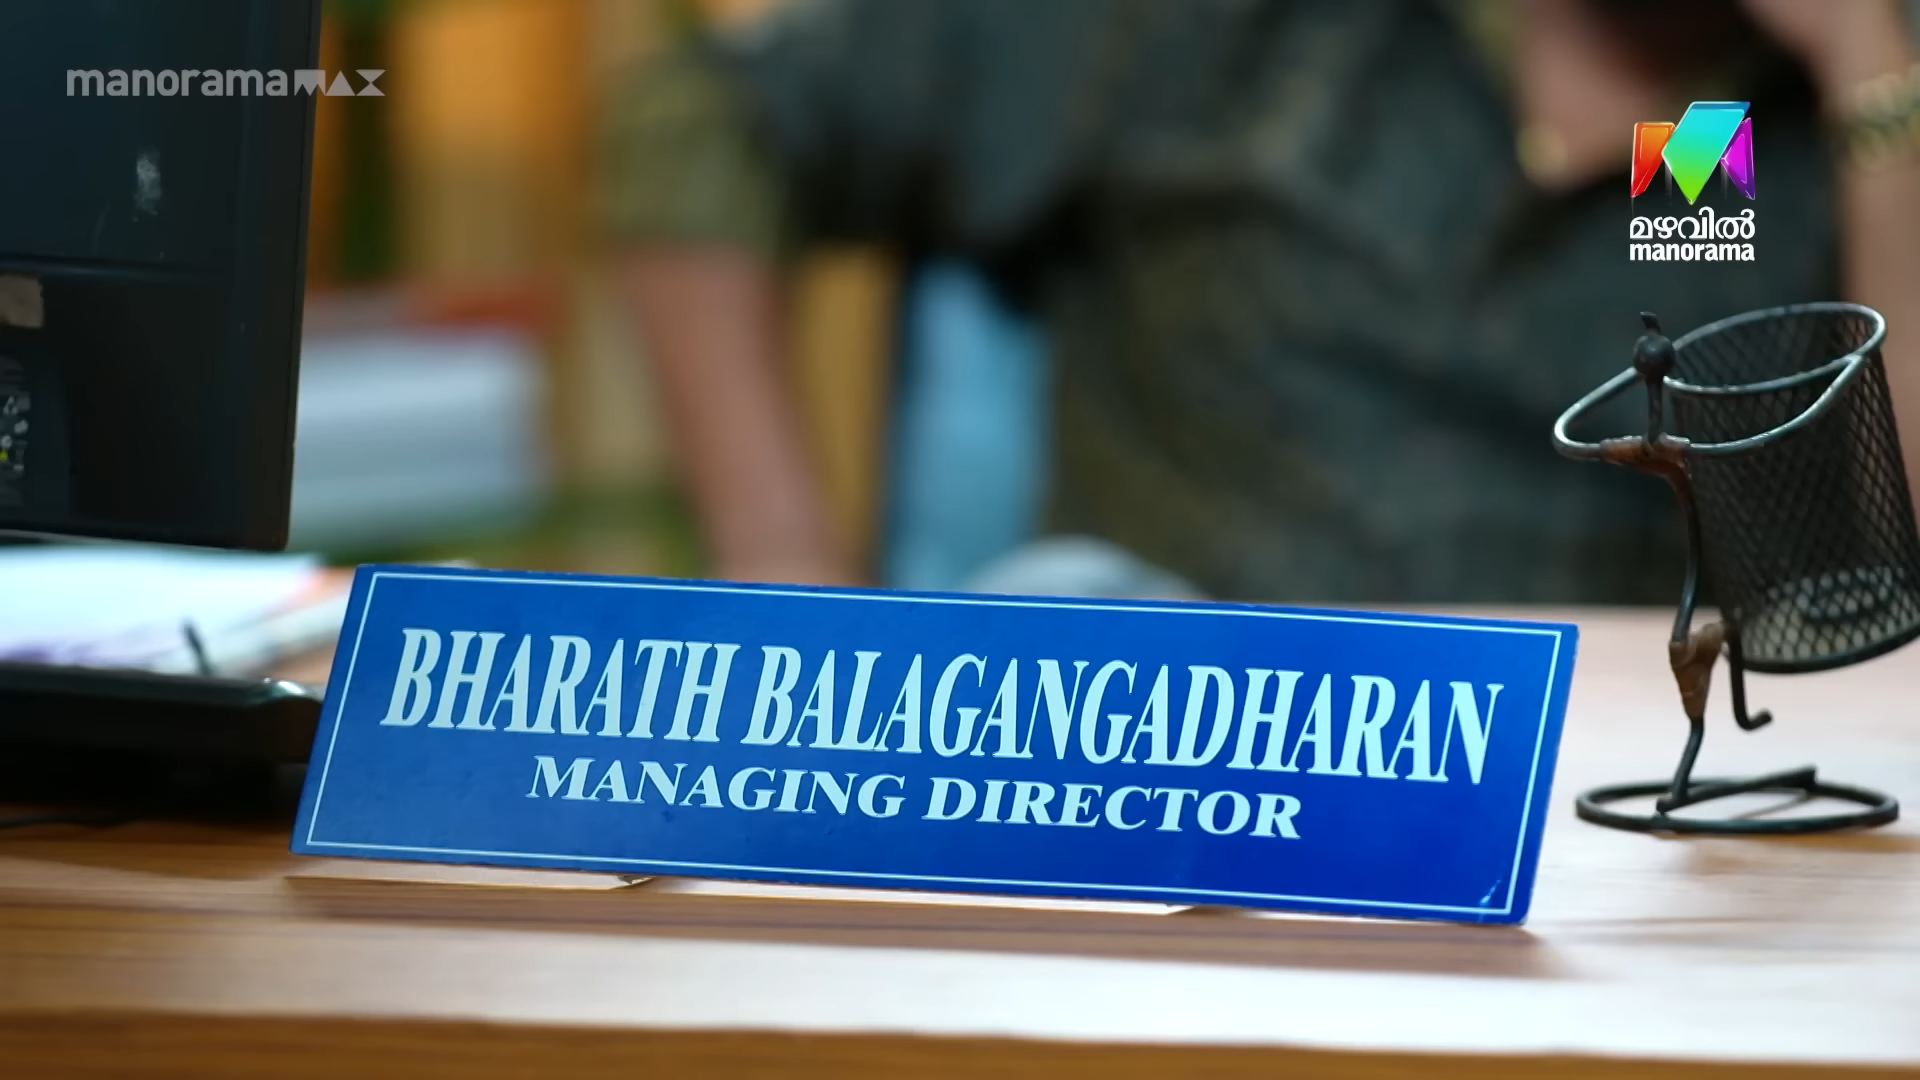 manoramaMAX
മഴവിൽ
manorama
BHARATH BALAGANGADHARAN
MANAGING DIRECTOR